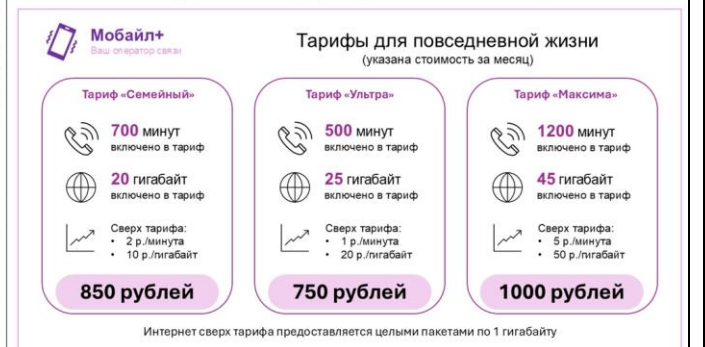 Мобайл+
Ваш оператор связи
Тарифы для повседневной жизни
(указана стоимость за месяц)
Тариф «Семейный»
700 минут
включено в тариф
20 гигабайт
включено в тариф
Сверх тарифа:
• 2 р./минута
• 10 р./гигабайт
850 рублей
Тариф «Ультра»
500 минут
включено в тариф
25 гигабайт
включено в тариф
Сверх тарифа:
• 1 р./минута
• 20 р./гигабайт
750 рублей
Тариф «Максима»
1200 минут
включено в тариф
45 гигабайт
включено в тариф
Сверх тарифа:
• 5 р./минута
• 50 р./гигабайт
1000 рублей
Интернет сверх тарифа предоставляется целыми пакетами по 1 гигабайту